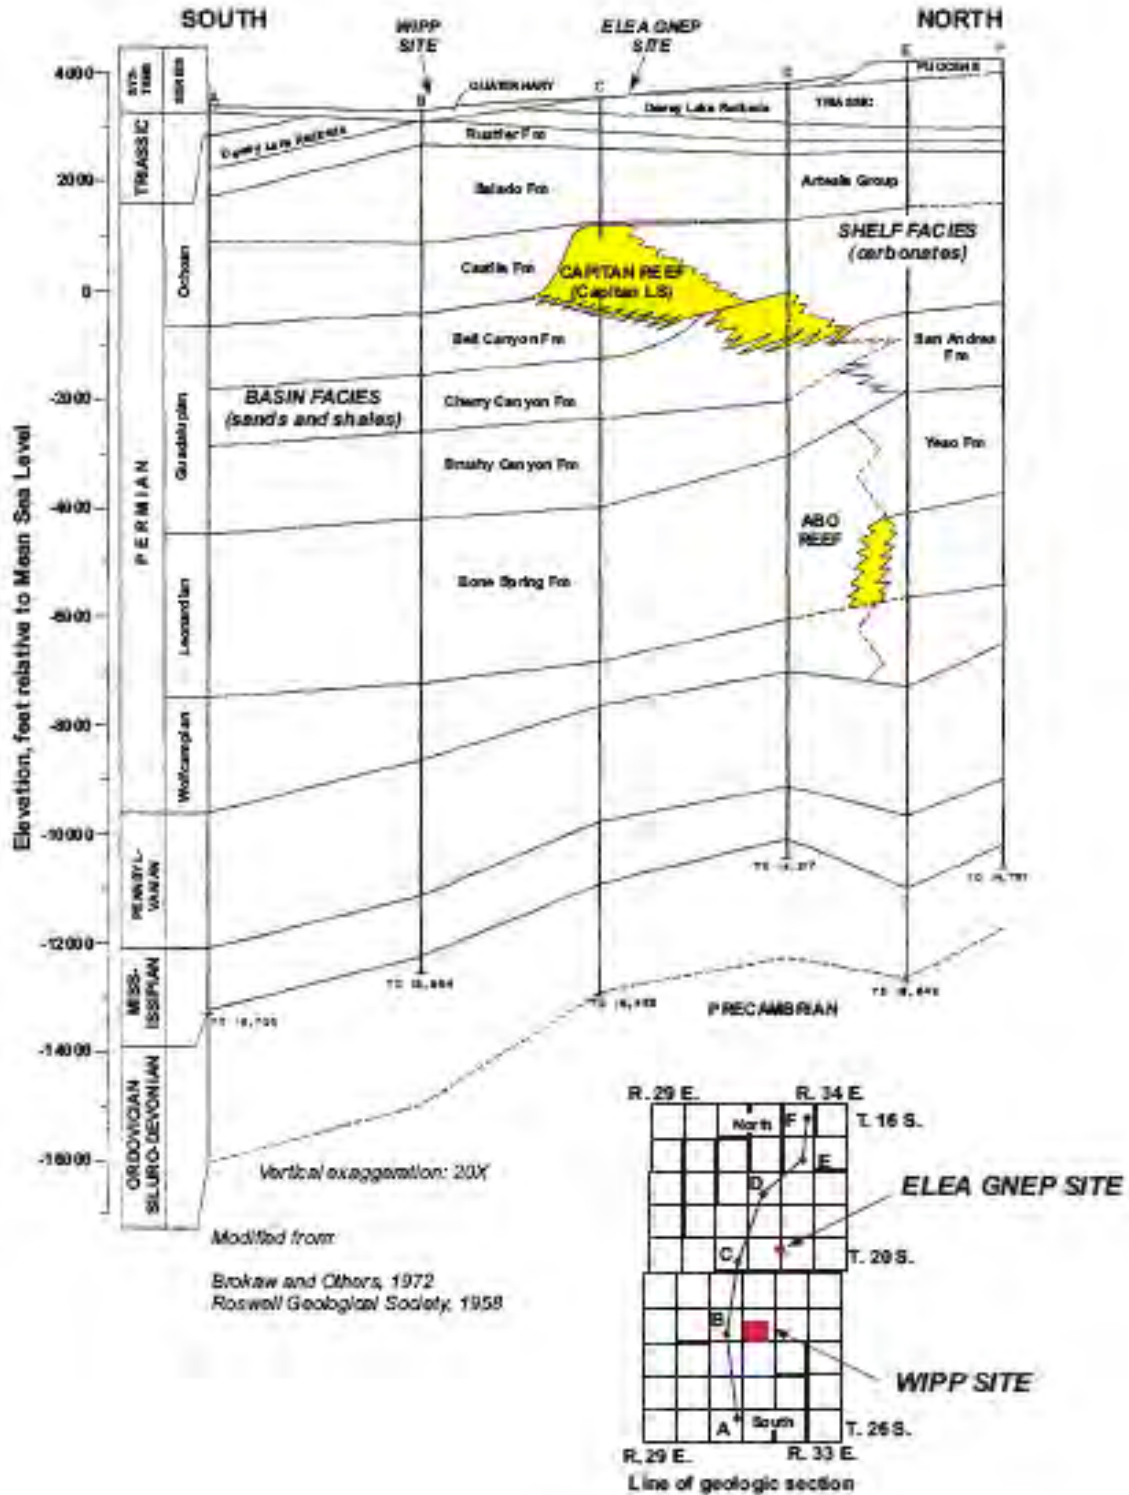 SOUTH
NORTH
WIPP
SITE
ELEA GNEP
SITE
SERIES
A
B
C
E
F
QUATERNARY
TRIASSIC
Dewey Lake Redbeds
Dewey Lake Redbeds
Rustler Fm
Salado Fm
Artesia Group
SHELF FACIES
(carbonates)
Castile Fm
CAPITAN REEF
(Capitan LS)
Bell Canyon Fm
San Andres
Fm
BASIN FACIES
(sands and shales)
Cherry Canyon Fm
Brushy Canyon Fm
Yeso Fm
ABO
REEF
Bone Spring Fm
PRECAMBRIAN
Elevation, feet relative to Mean Sea Level
4000
2000
0
-2000
-4000
-6000
-8000
-10000
-12000
-14000
-16000
TRIASSIC
PERMIAN
Ochoan
Guadalupian
Leonardian
Wolfcampian
PENNSYL-
VANIAN
MISS-
ISSIPIAN
ORDOVICIAN
SILURO-DEVONIAN
Vertical exaggeration: 20X
Modified from:
Brokaw and Others, 1972
Roswell Geological Society, 1958
R. 29 E.
R. 34 E.
North
F
T. 16 S.
E
D
ELEA GNEP SITE
C
T. 20 S.
B
WIPP SITE
A
South
T. 26 S.
R. 29 E.
R. 33 E.
Line of geologic section